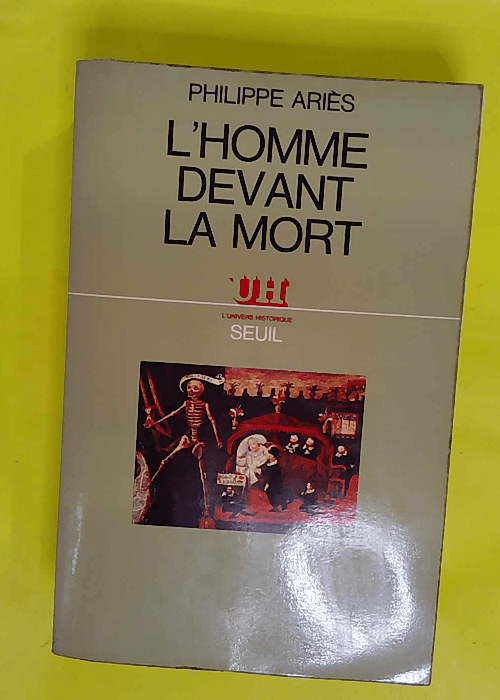 PHILIPPE ARIÈS
L'HOMME
DEVANT
LA MORT
UH
L'UNIVERS HISTORIQUE
SEUIL